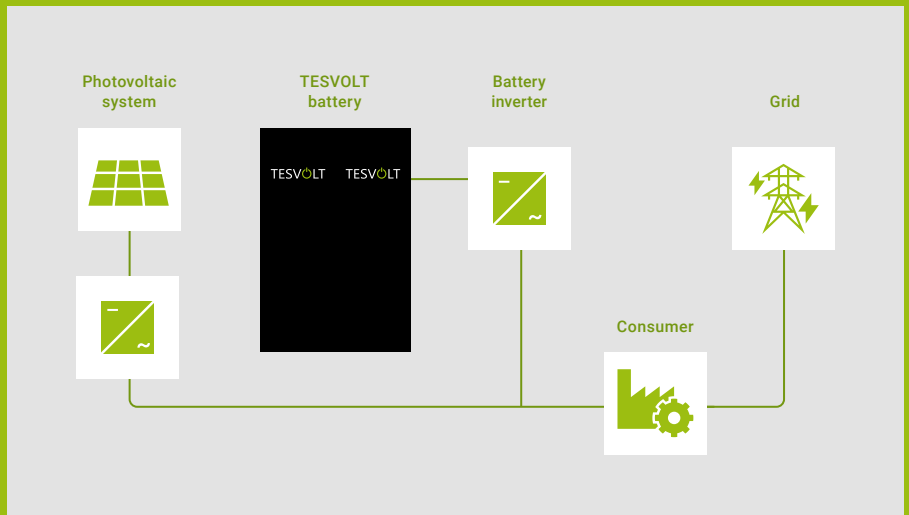 Photovoltaic
system
TESVOLT
battery
Battery
inverter
Grid
TESVOLT TESVOLT
Consumer